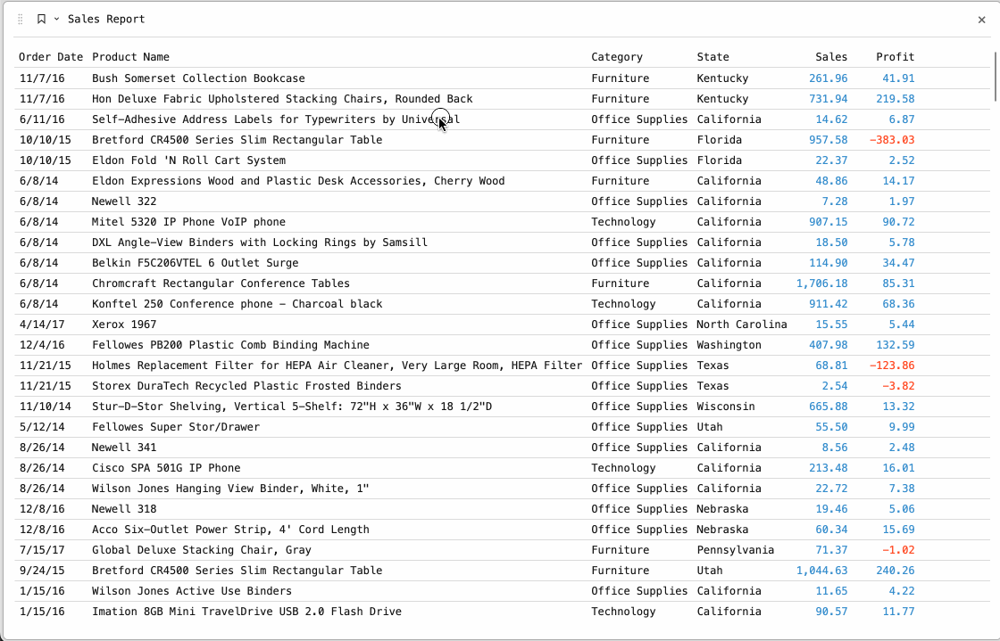 Sales Report
Order Date Product Name Category State Sales Profit
11/7/16 Bush Somerset Collection Bookcase Furniture Kentucky 261.96 41.91
11/7/16 Hon Deluxe Fabric Upholstered Stacking Chairs, Rounded Back Furniture Kentucky 731.94 219.58
6/11/16 Self-Adhesive Address Labels for Typewriters by Universal Office Supplies California 14.62 6.87
10/10/15 Bretford CR4500 Series Slim Rectangular Table Furniture Florida 957.58 −383.03
10/10/15 Eldon Fold 'N Roll Cart System Office Supplies Florida 22.37 2.52
6/8/14 Eldon Expressions Wood and Plastic Desk Accessories, Cherry Wood Furniture California 48.86 14.17
6/8/14 Newell 322 Office Supplies California 7.28 1.97
6/8/14 Mitel 5320 IP Phone VoIP phone Technology California 907.15 90.72
6/8/14 DXL Angle-View Binders with Locking Rings by Samsill Office Supplies California 18.50 5.78
6/8/14 Belkin F5C206VTEL 6 Outlet Surge Office Supplies California 114.90 34.47
6/8/14 Chromcraft Rectangular Conference Tables Furniture California 1,706.18 85.31
6/8/14 Konftel 250 Conference phone - Charcoal black Technology California 911.42 68.36
4/14/17 Xerox 1967 Office Supplies North Carolina 15.55 5.44
12/4/16 Fellowes PB200 Plastic Comb Binding Machine Office Supplies Washington 407.98 132.59
11/21/15 Holmes Replacement Filter for HEPA Air Cleaner, Very Large Room, HEPA Filter Office Supplies Texas 68.81 −123.86
11/21/15 Storex DuraTech Recycled Plastic Frosted Binders Office Supplies Texas 2.54 −3.82
11/10/14 Stur-D-Stor Shelving, Vertical 5-Shelf: 72"H x 36"W x 18 1/2"D Office Supplies Wisconsin 665.88 13.32
5/12/14 Fellowes Super Stor/Drawer Office Supplies Utah 55.50 9.99
8/26/14 Newell 341 Office Supplies California 8.56 2.48
8/26/14 Cisco SPA 501G IP Phone Technology California 213.48 16.01
8/26/14 Wilson Jones Hanging View Binder, White, 1" Office Supplies California 22.72 7.38
12/8/16 Newell 318 Office Supplies Nebraska 19.46 5.06
12/8/16 Acco Six-Outlet Power Strip, 4' Cord Length Office Supplies Nebraska 60.34 15.69
7/15/17 Global Deluxe Stacking Chair, Gray Furniture Pennsylvania 71.37 −1.02
9/24/15 Bretford CR4500 Series Slim Rectangular Table Furniture Utah 1,044.63 240.26
1/15/16 Wilson Jones Active Use Binders Office Supplies California 11.65 4.22
1/15/16 Imation 8GB Mini TravelDrive USB 2.0 Flash Drive Technology California 90.57 11.77